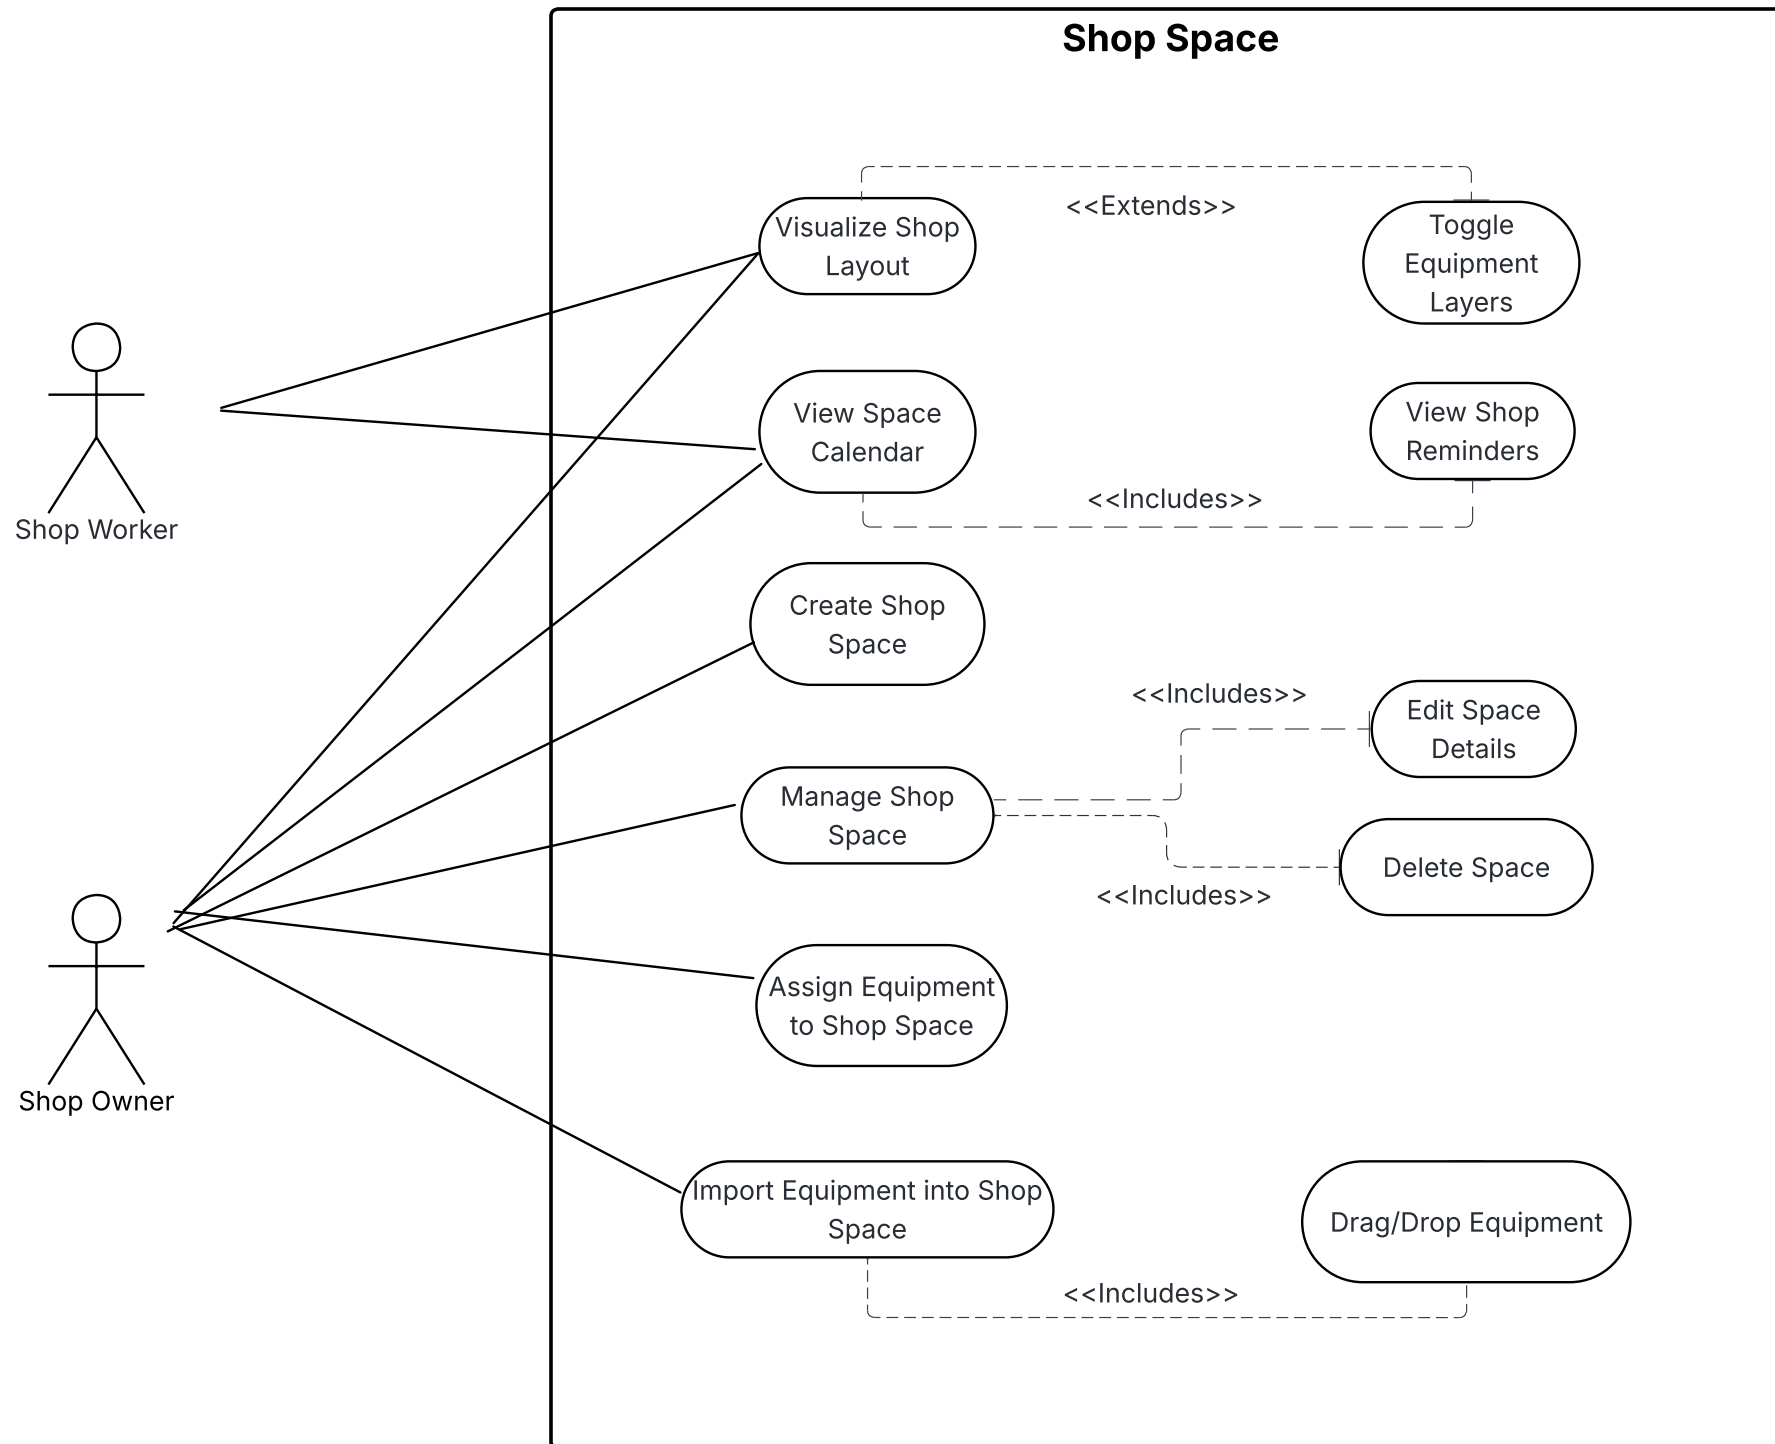 Shop Space
<<Extends>>
Visualize Shop
Layout
Toggle
Equipment
Layers
View Space
Calendar
View Shop
Reminders
<<Includes>>
Shop Worker
Create Shop
Space
<<Includes>>
Edit Space
Details
Manage Shop
Space
Delete Space
<<Includes>>
Assign Equipment
to Shop Space
Shop Owner
Import Equipment into Shop
Space
Drag/Drop Equipment
<<Includes>>